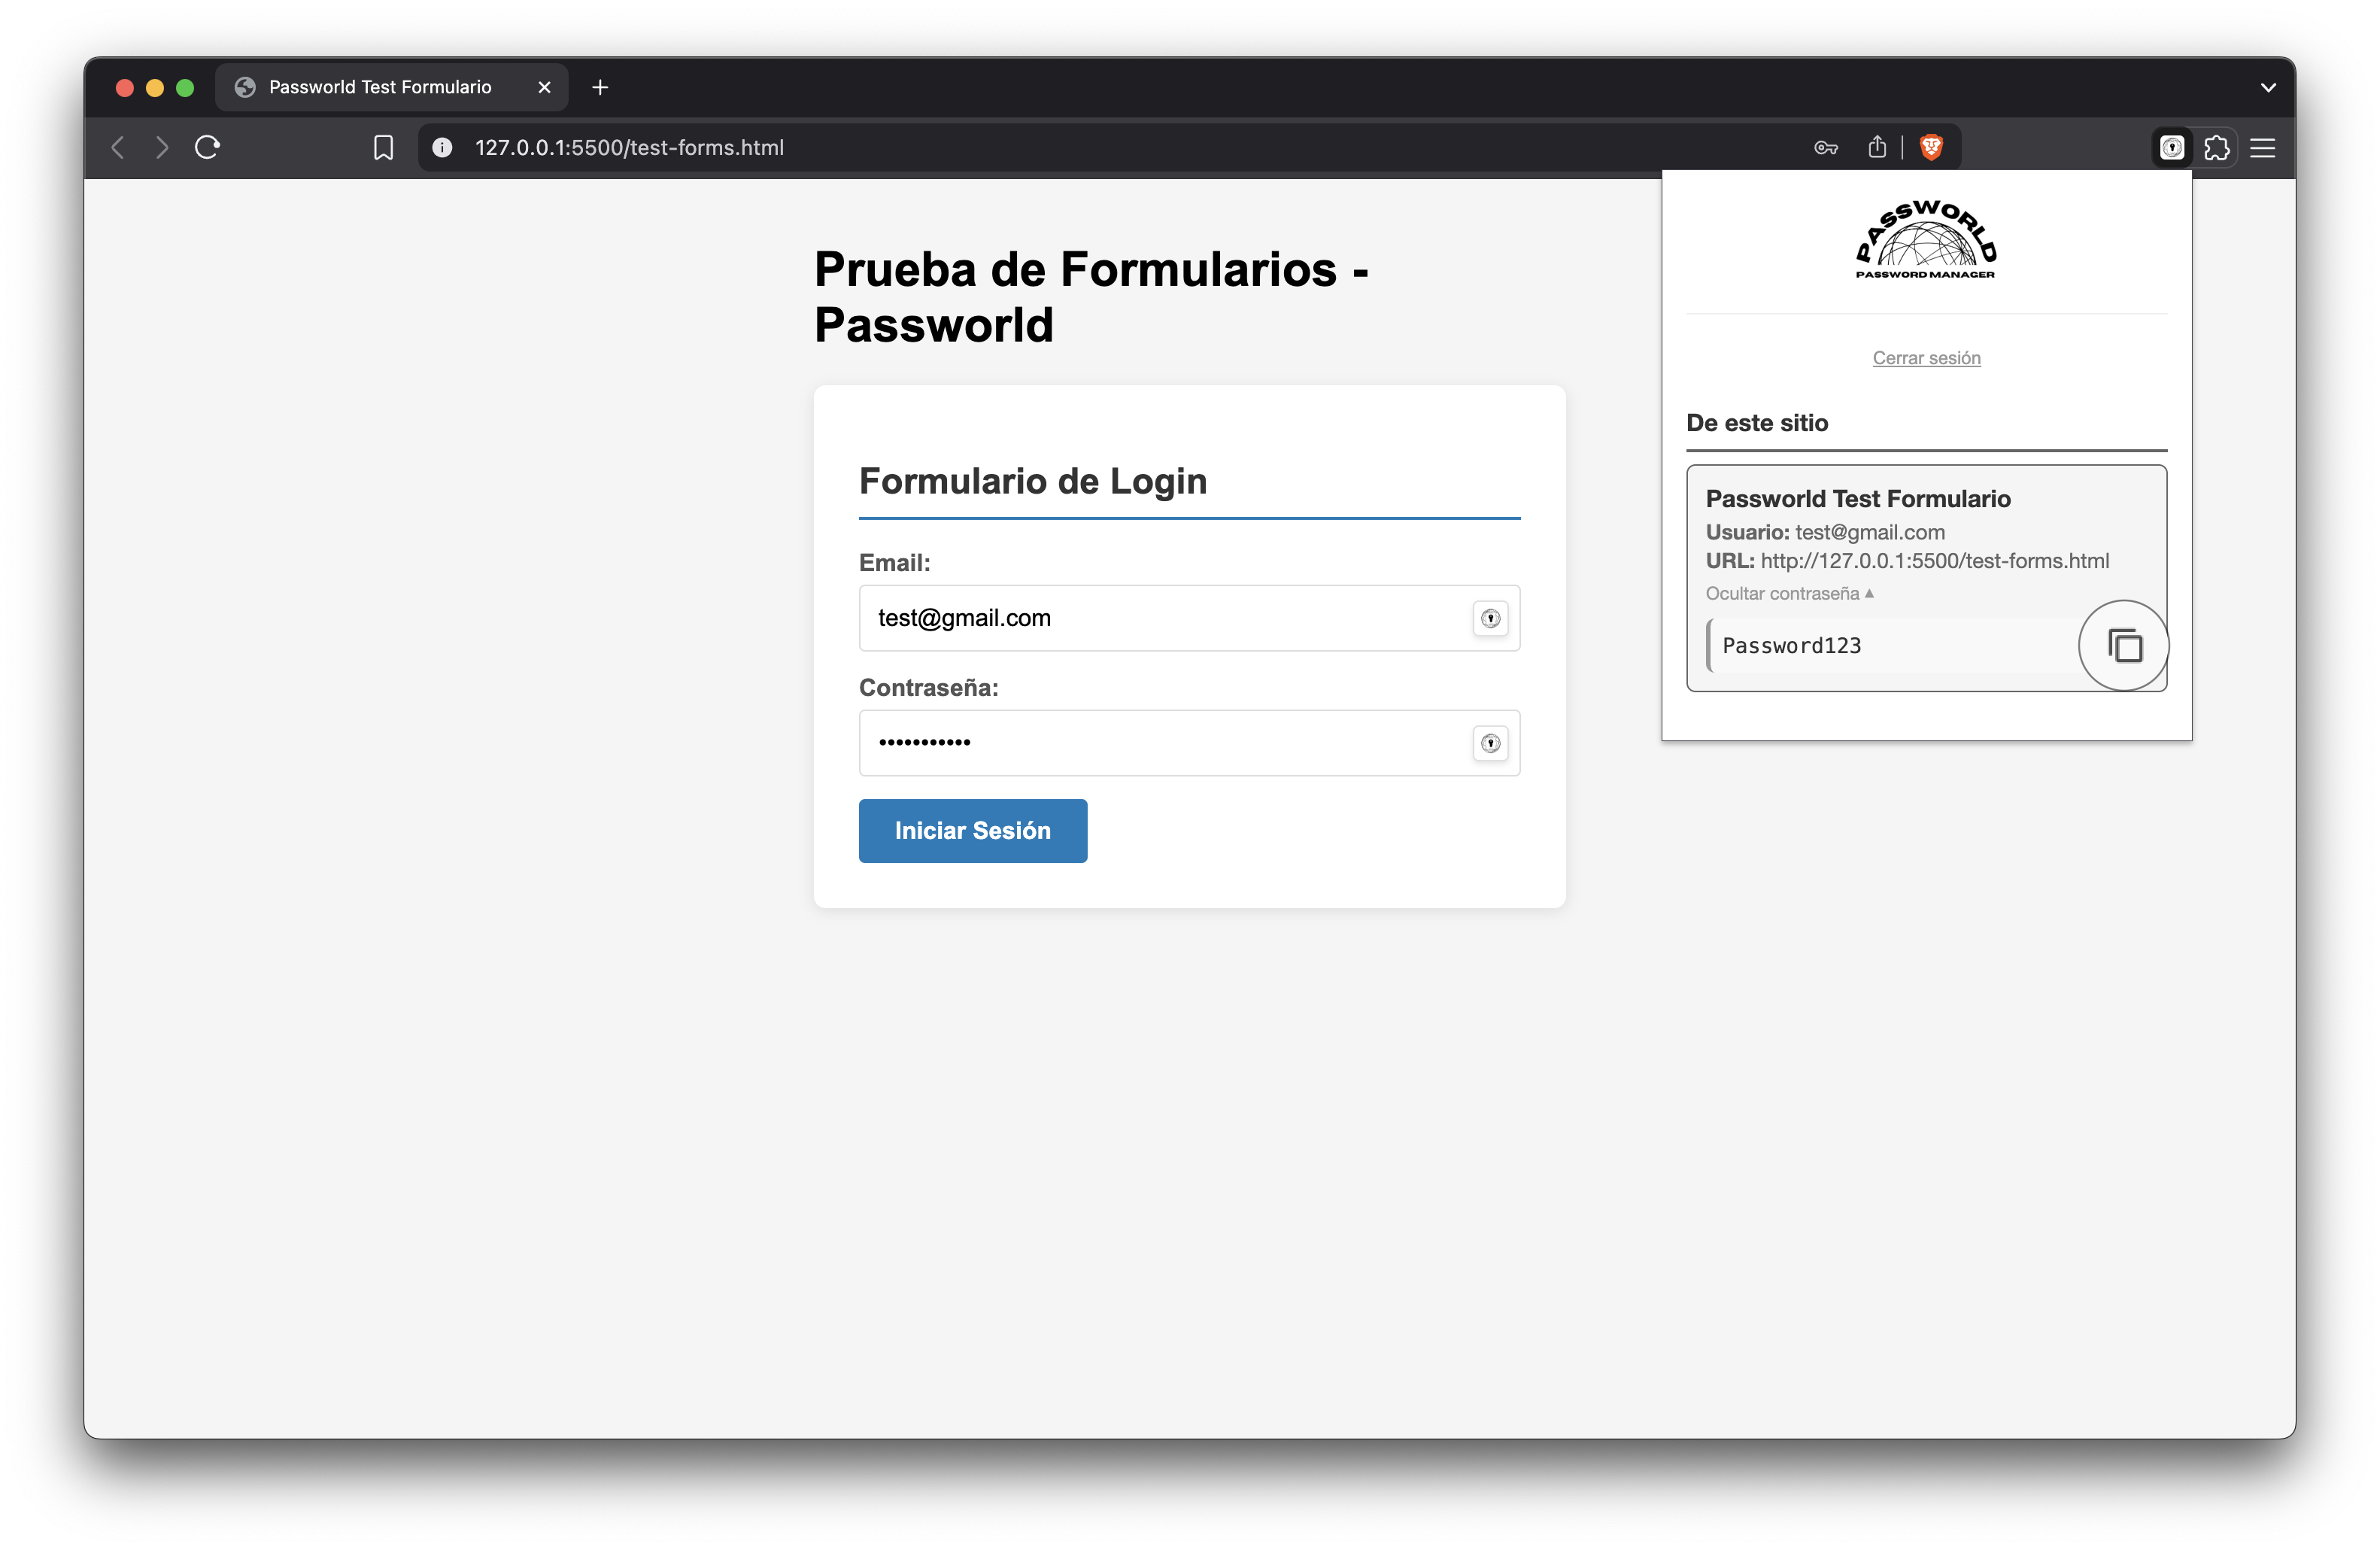 Passworld Test Formulario
127.0.0.1:5500/test-forms.html
PASSWORLD
PASSWORD MANAGER
Cerrar sesión
De este sitio
Passworld Test Formulario
Usuario: test@gmail.com
URL: http://127.0.0.1:5500/test-forms.html
Ocultar contraseña ▲
Password123
Prueba de Formularios -
Passworld
Formulario de Login
Email:
test@gmail.com
Contraseña:
•••••••••••
Iniciar Sesión